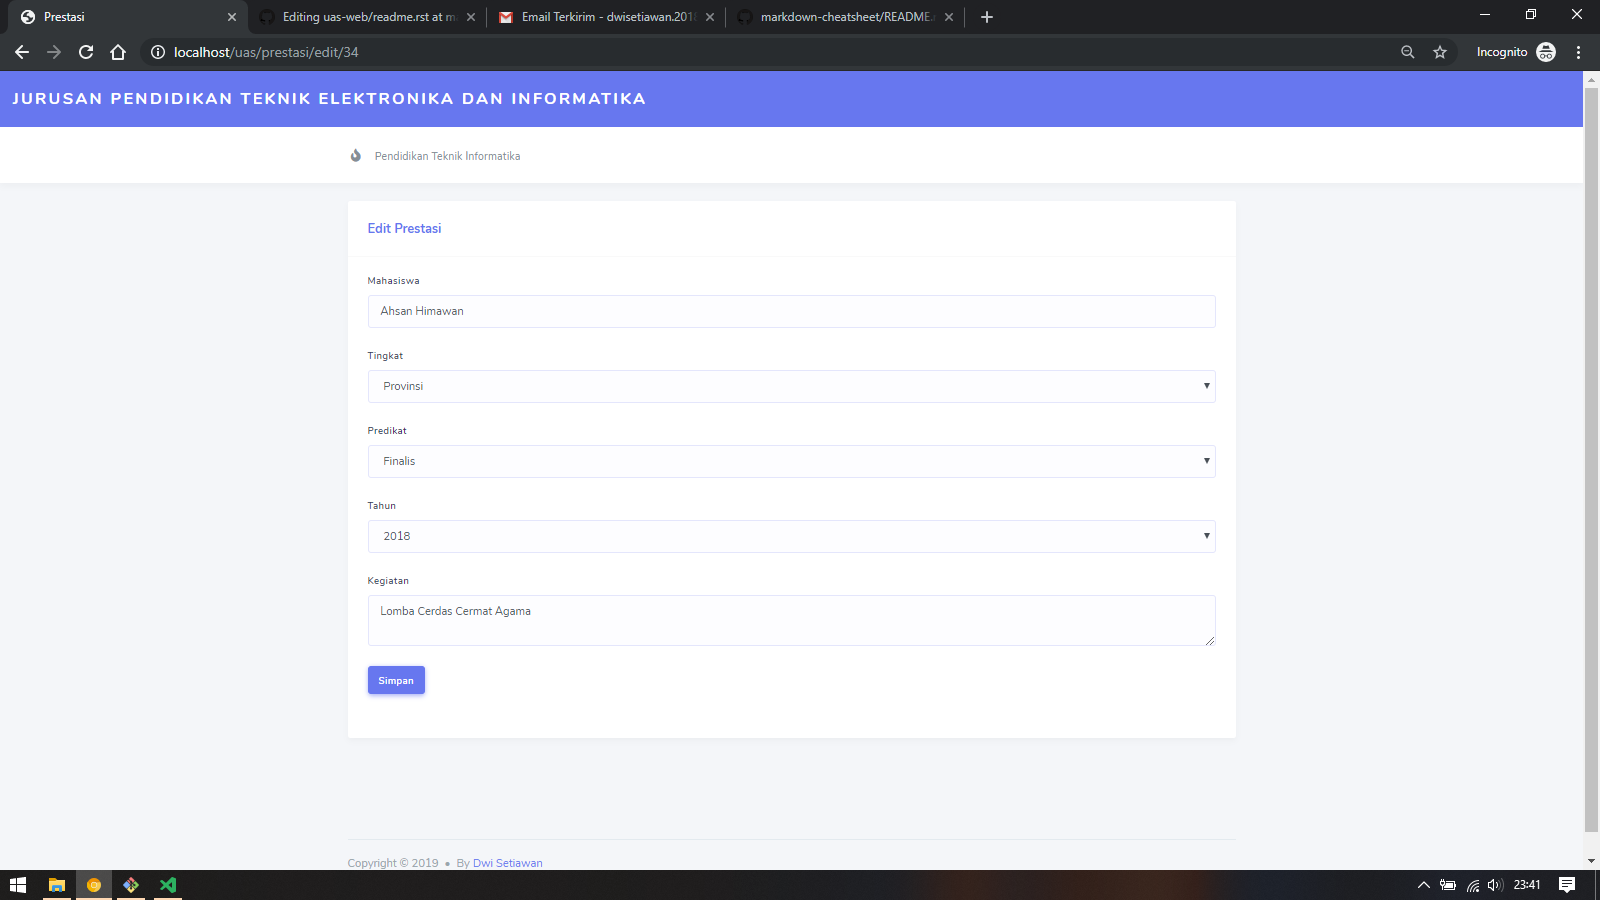 Prestasi
Editing uas-web/readme.rst at m
Email Terkirim - dwisetiawan.201
markdown-cheatsheet/README.
localhost/uas/prestasi/edit/34
Incognito
JURUSAN PENDIDIKAN TEKNIK ELEKTRONIKA DAN INFORMATIKA
Pendidikan Teknik Informatika
Edit Prestasi
Mahasiswa
Ahsan Himawan
Tingkat
Provinsi
Predikat
Finalis
Tahun
2018
Kegiatan
Lomba Cerdas Cermat Agama
Simpan
Copyright © 2019 • By Dwi Setiawan
23:41